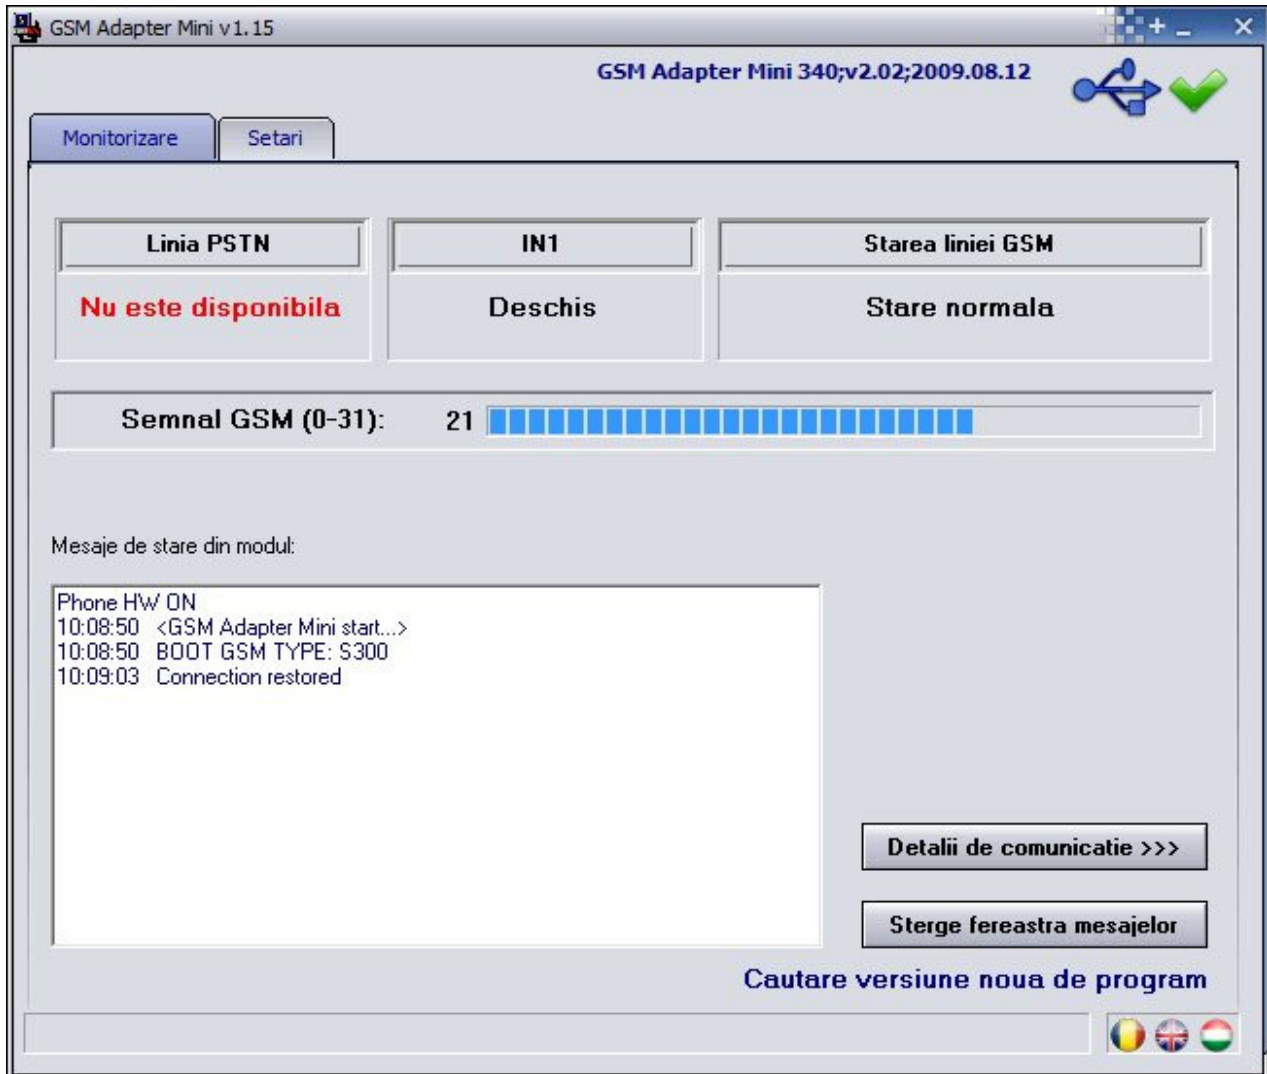 GSM Adapter Mini v1.15
GSM Adapter Mini 340;v2.02;2009.08.12
Monitorizare Setari
Linia PSTN IN1 Starea liniei GSM
Nu este disponibila Deschis Stare normala
Semnal GSM (0-31): 21
Mesaje de stare din modul:
Phone HW ON
10:08:50 <GSM Adapter Mini start...>
10:08:50 BOOT GSM TYPE: S300
10:09:03 Connection restored
Detalii de comunicatie >>>
Sterge fereastra mesajelor
Cautare versiune noua de program